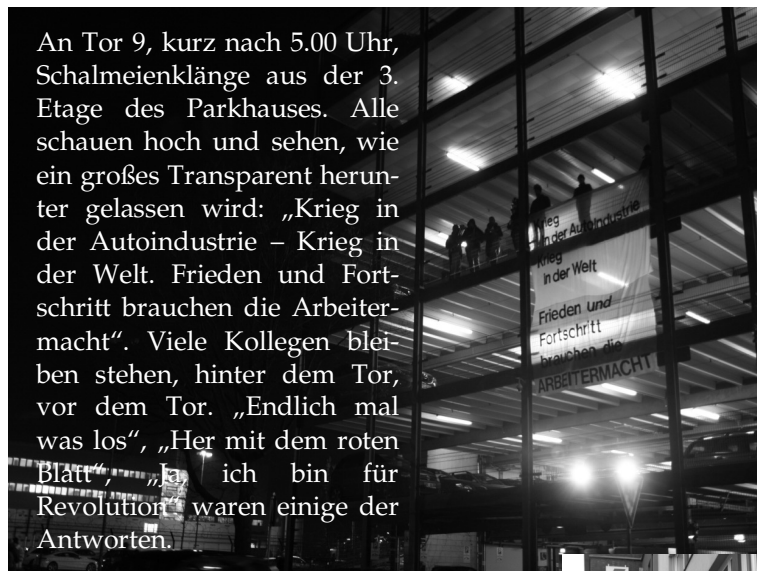 An Tor 9, kurz nach 5.00 Uhr,
Schalmeienklänge aus der 3.
Etage des Parkhauses. Alle
schauen hoch und sehen, wie
ein großes Transparent herun-
ter gelassen wird: „Krieg in
der Autoindustrie – Krieg in
der Welt. Frieden und Fort-
schritt brauchen die Arbeiter-
macht“. Viele Kollegen blei-
ben stehen, hinter dem Tor,
vor dem Tor. „Endlich mal
was los“, „Her mit dem roten
Blatt“, „Ja, ich bin für
Revolution“ waren einige der
Antworten.
Krieg
in der Autoindustrie
Krieg
in der Welt
Frieden und
Fortschritt
brauchen die
ARBEITERMACHT